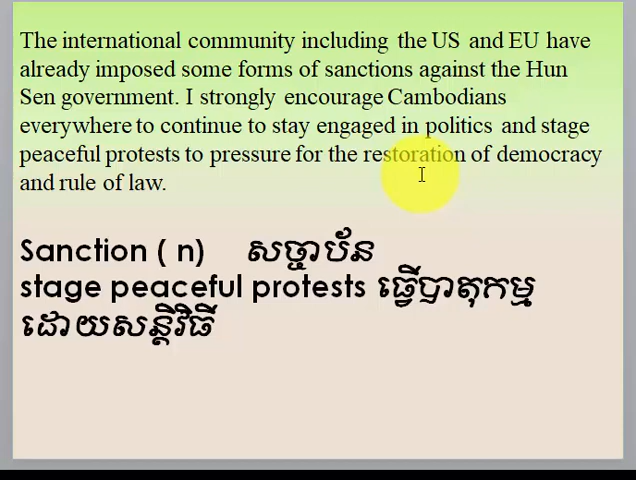 The international community including the US and EU have
already imposed some forms of sanctions against the Hun
Sen government. I strongly encourage Cambodians
everywhere to continue to stay engaged in politics and stage
peaceful protests to pressure for the restoration of democracy
and rule of law.
Sanction ( n) សច្ចាប័ន
stage peaceful protests ធ្វើបាតុកម្ម
ដោយសន្តិវិធី